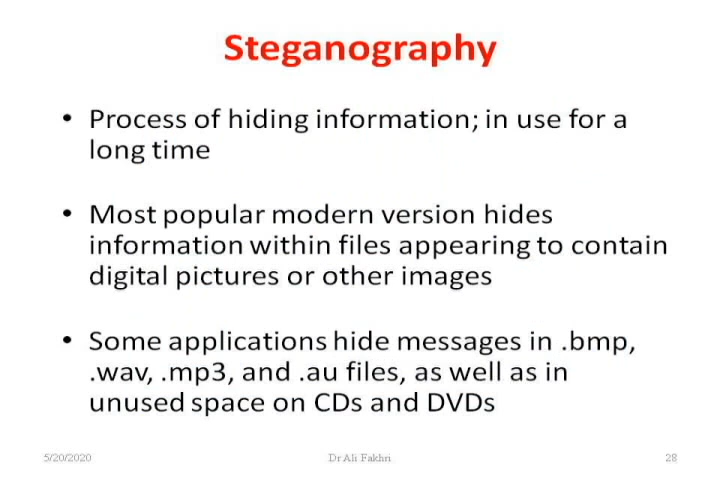 Steganography
• Process of hiding information; in use for a
long time
• Most popular modern version hides
information within files appearing to contain
digital pictures or other images
• Some applications hide messages in .bmp,
.wav, .mp3, and .au files, as well as in
unused space on CDs and DVDs
5/20/2020 Dr Ali Fakhri 28